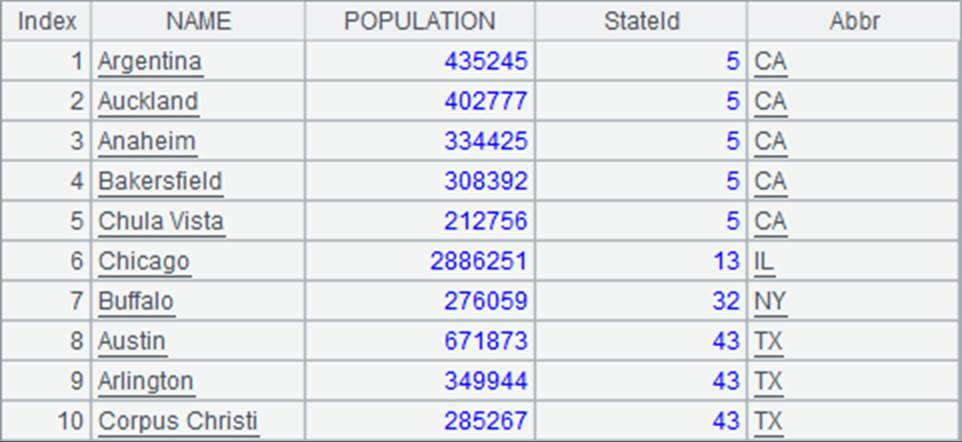 Index NAME POPULATION StateId Abbr
1 Argentina 435245 5 CA
2 Auckland 402777 5 CA
3 Anaheim 334425 5 CA
4 Bakersfield 308392 5 CA
5 Chula Vista 212756 5 CA
6 Chicago 2886251 13 IL
7 Buffalo 276059 32 NY
8 Austin 671873 43 TX
9 Arlington 349944 43 TX
10 Corpus Christi 285267 43 TX